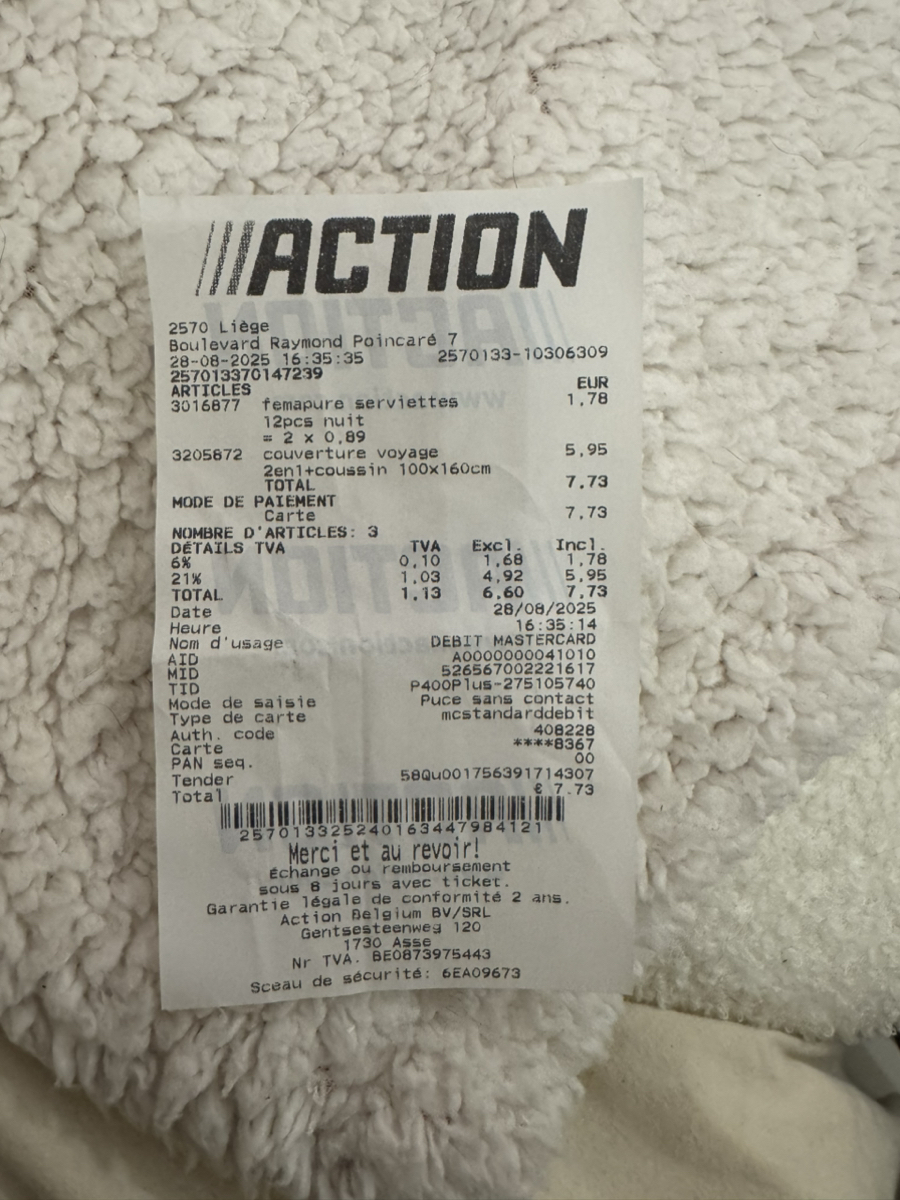 ACTION
2570 Liège
Boulevard Raymond Poincaré 7
28-08-2025 16:35:35 2570133-10306309
257013370147239
ARTICLES EUR
3016877 femapure serviettes 1,78
12pcs nuit
= 2 x 0,89
3205872 couverture voyage 5,95
2en1+coussin 100x160cm
TOTAL 7,73
MODE DE PAIEMENT
Carte 7,73
NOMBRE D'ARTICLES: 3
DÉTAILS TVA TVA Excl. Incl.
6% 0,10 1,68 1,78
21% 1,03 4,92 5,95
TOTAL 1,13 6,60 7,73
Date 28/08/2025
Heure 16:35:14
Nom d'usage DEBIT MASTERCARD
AID A0000000041010
MID 526567002221617
TID P400Plus-275105740
Mode de saisie Puce sans contact
Type de carte mcstandarddebit
Auth. code 408228
Carte ****8367
PAN seq. 00
Tender 58Qu001756391714307
Total € 7.73
2570133252401634479 84121
Merci et au revoir!
Échange ou remboursement
sous 8 jours avec ticket.
Garantie légale de conformité 2 ans.
Action Belgium BV/SRL
Gentsesteenweg 120
1730 Asse
Nr TVA. BE0873975443
Sceau de sécurité: 6EA09673